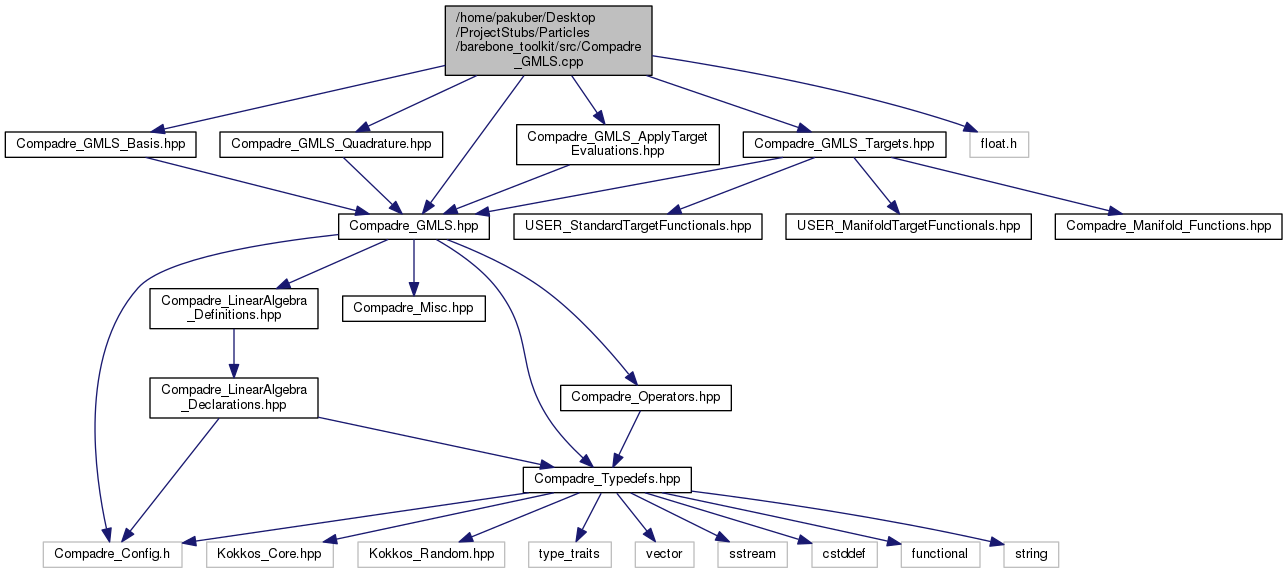 /home/pakuber/Desktop
/ProjectStubs/Particles
/barebone_toolkit/src/Compadre
_GMLS.cpp
Compadre_GMLS_Basis.hpp
Compadre_GMLS_Quadrature.hpp
Compadre_GMLS_ApplyTarget
Evaluations.hpp
Compadre_GMLS_Targets.hpp
float.h
Compadre_GMLS.hpp
USER_StandardTargetFunctionals.hpp
USER_ManifoldTargetFunctionals.hpp
Compadre_Manifold_Functions.hpp
Compadre_LinearAlgebra
_Definitions.hpp
Compadre_Misc.hpp
Compadre_LinearAlgebra
_Declarations.hpp
Compadre_Operators.hpp
Compadre_Typedefs.hpp
Compadre_Config.h
Kokkos_Core.hpp
Kokkos_Random.hpp
type_traits
vector
sstream
cstddef
functional
string